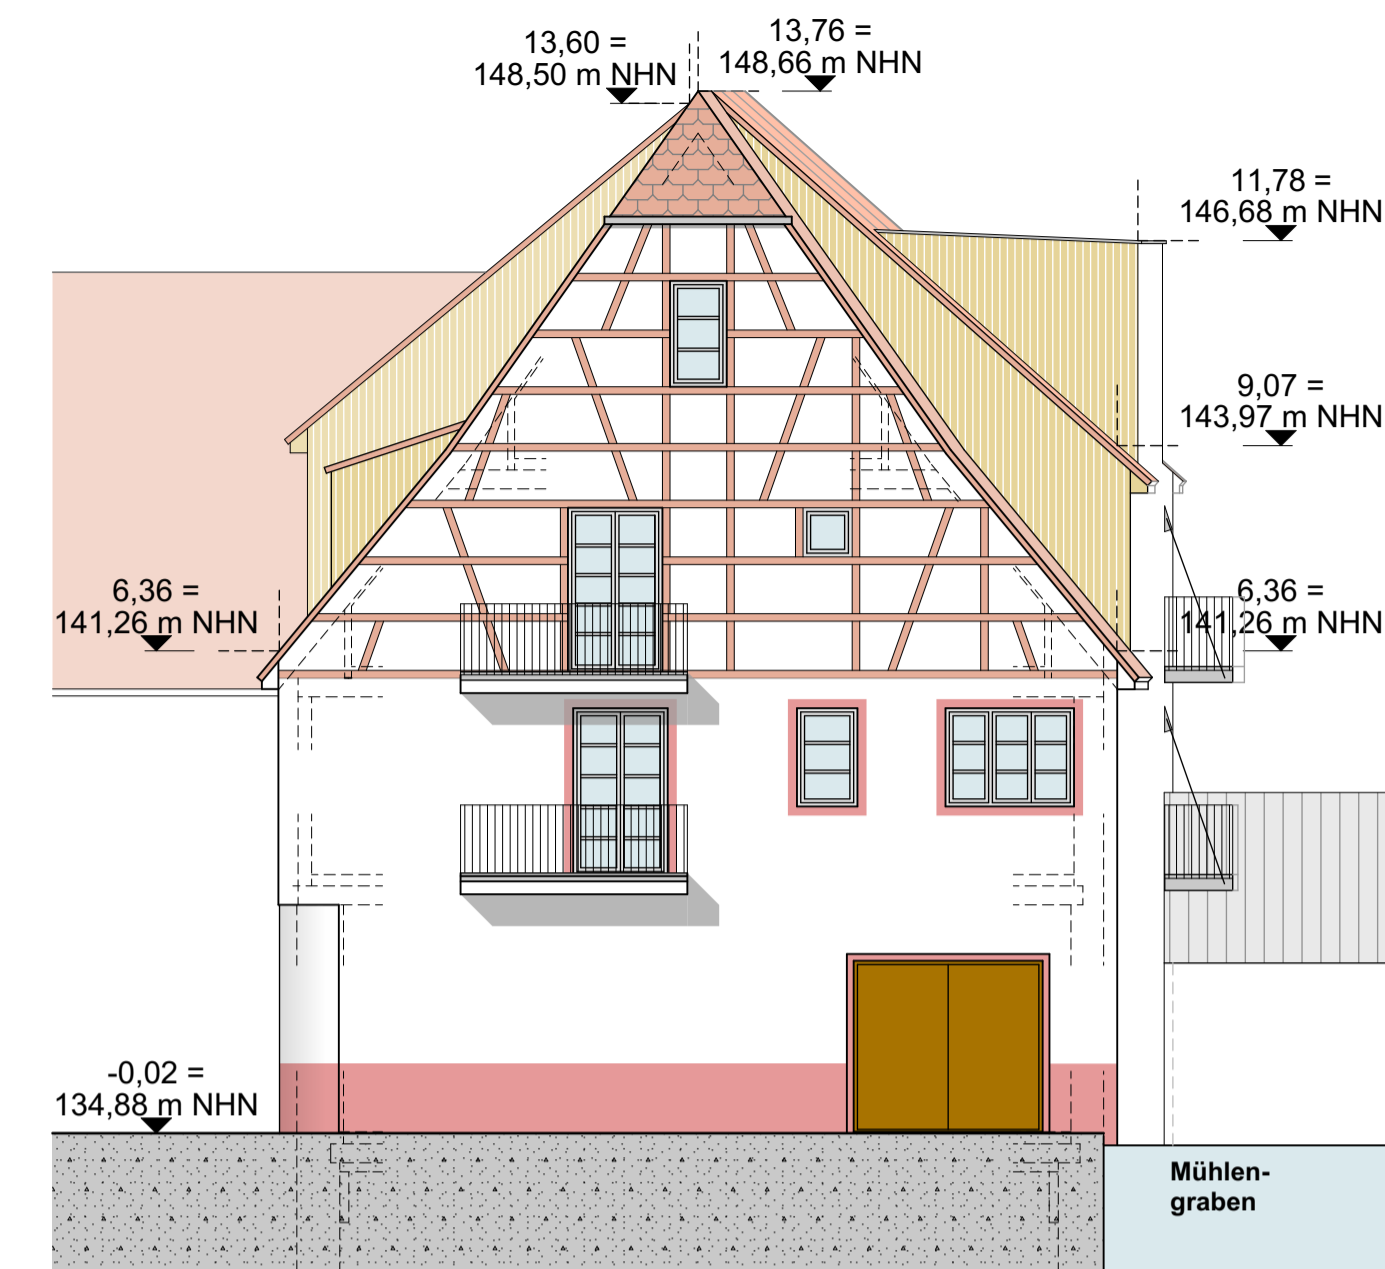 13,60 =
148,50 m NHN
13,76 =
148,66 m NHN
11,78 =
146,68 m NHN
9,07 =
143,97 m NHN
6,36 =
141,26 m NHN
6,36 =
141,26 m NHN
-0,02 =
134,88 m NHN
Mühlen-
graben